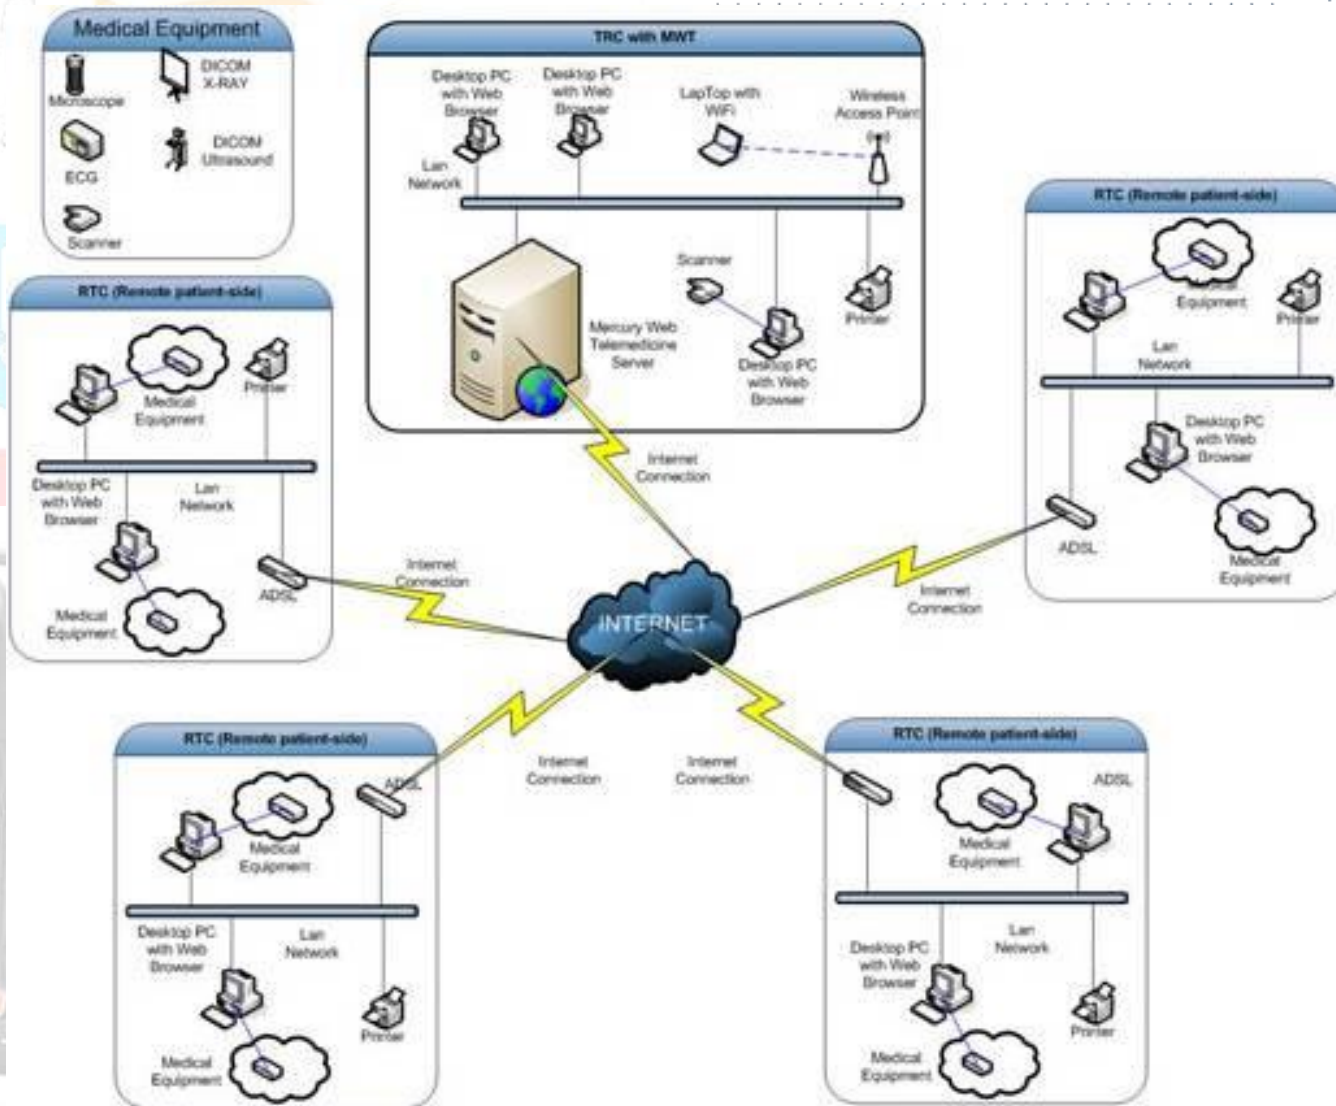 Medical Equipment
Microscope
DICOM
X-RAY
ECG
DICOM
Ultrasound
Scanner
TRC with MWT
Desktop PC
with Web
Browser
Desktop PC
with Web
Browser
LapTop with
WiFi
Wireless
Access Point
Lan
Network
Mercury Web
Telemedicine
Server
Scanner
Desktop PC
with Web
Browser
Printer
RTC (Remote patient-side)
Medical
Equipment
Printer
Desktop PC
with Web
Browser
Lan
Network
Medical
Equipment
ADSL
RTC (Remote patient-side)
Equipment
Printer
Lan
Network
Desktop PC
with Web
Browser
ADSL
Medical
Equipment
Internet
Connection
Internet
Connection
Internet
Connection
INTERNET
Internet
Connection
Internet
Connection
RTC (Remote patient-side)
ADSL
Medical
Equipment
Desktop PC
with Web
Browser
Lan
Network
Printer
Medical
Equipment
RTC (Remote patient-side)
ADSL
Medical
Equipment
Desktop PC
with Web
Browser
Lan
Network
Printer
Medical
Equipment